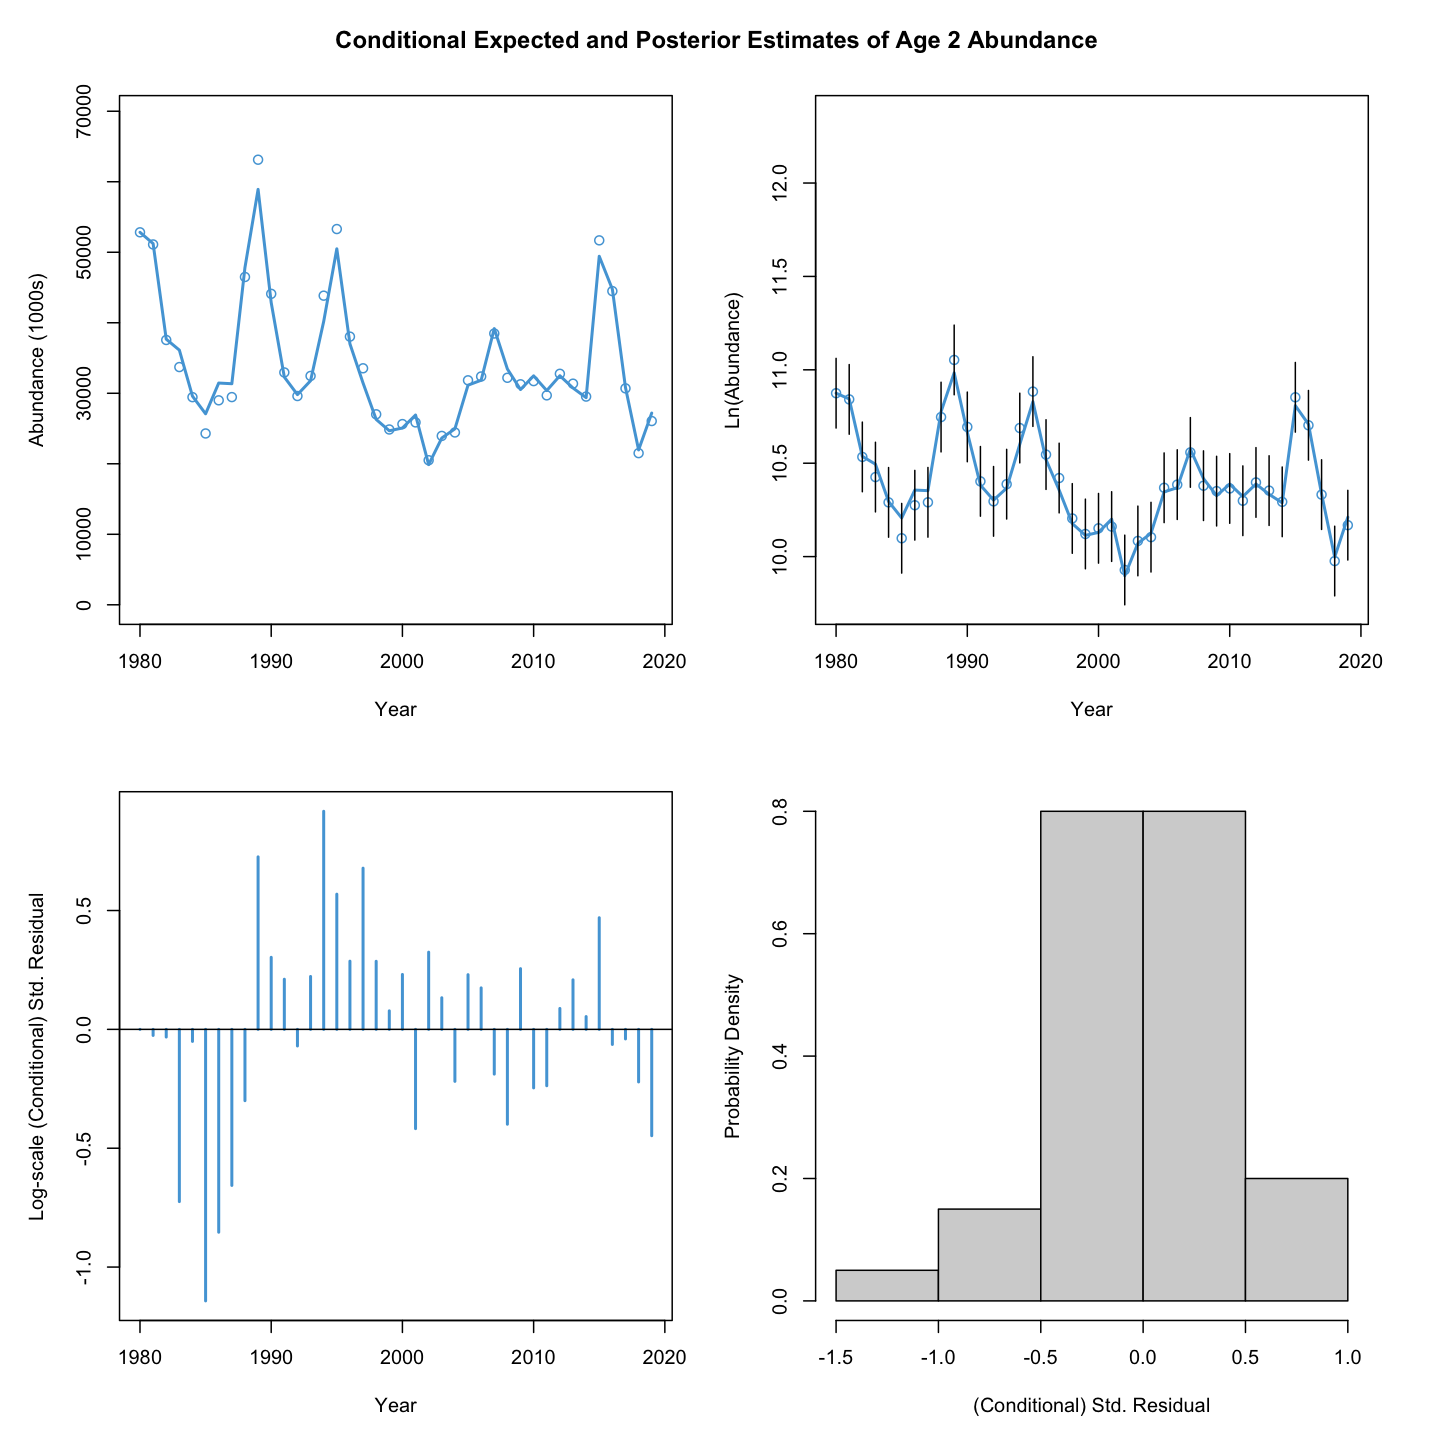 Conditional Expected and Posterior Estimates of Age 2 Abundance
Abundance (1000s)
70000
50000
30000
10000
0
1980 1990 2000 2010 2020
Year
Ln(Abundance)
12.0
11.5
11.0
10.5
10.0
1980 1990 2000 2010 2020
Year
Log-scale (Conditional) Std. Residual
0.5
0.0
-0.5
-1.0
1980 1990 2000 2010 2020
Year
Probability Density
0.8
0.6
0.4
0.2
0.0
-1.5 -1.0 -0.5 0.0 0.5 1.0
(Conditional) Std. Residual